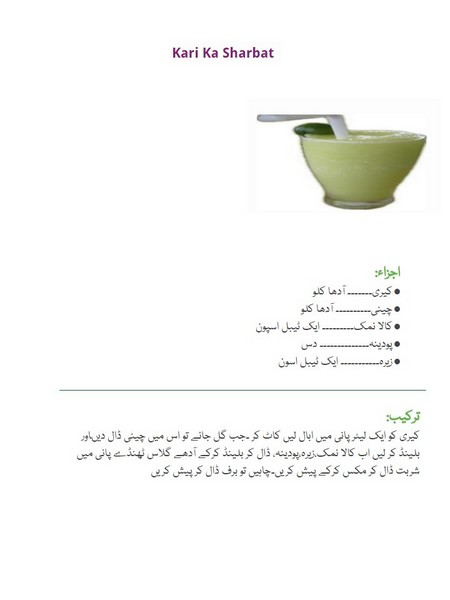 Kari Ka Sharbat
اجزاء:
● کیری------- آدھا کلو
● چینی---------- آدھا کلو
● کالا نمک--------- ایک ٹیبل اسپون
● پودینہ-------------- دس
● زیرہ----------- ایک ٹیبل اسون
ترکیب:
کیری کو ایک لیٹر پانی میں ابال لیں کاٹ کر ۔جب گل جائے تو اس میں چینی ڈال دیںاور
بلینڈ کر لیں اب کالا نمک،زیرہ،پودینہ، ڈال کر بلینڈ کرکے آدھے گلاس ٹھنڈے پانی میں
شربت ڈال کر مکس کرکے پیش کریں۔چاہیں تو برف ڈال کر پیش کریں